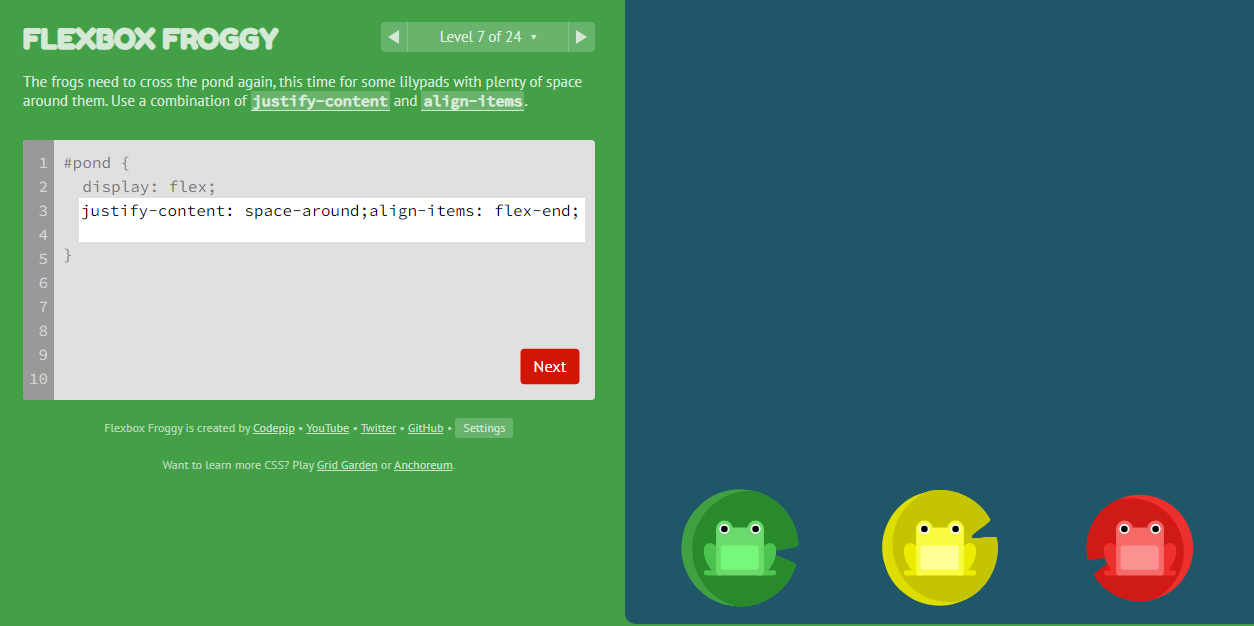 FLEXBOX FROGGY
Level 7 of 24
The frogs need to cross the pond again, this time for some lilypads with plenty of space
around them. Use a combination of justify-content and align-items.
1 #pond {
2 display: flex;
3 justify-content: space-around;align-items: flex-end;
4
5 }
6
7
8
9
10
Next
Flexbox Froggy is created by Codepip • YouTube • Twitter • GitHub • Settings
Want to learn more CSS? Play Grid Garden or Anchoreum.